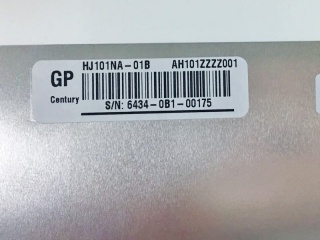 HJ101NA-01B AH101ZZZZ001
GP
Century
S/N: 6434-0B1-00175